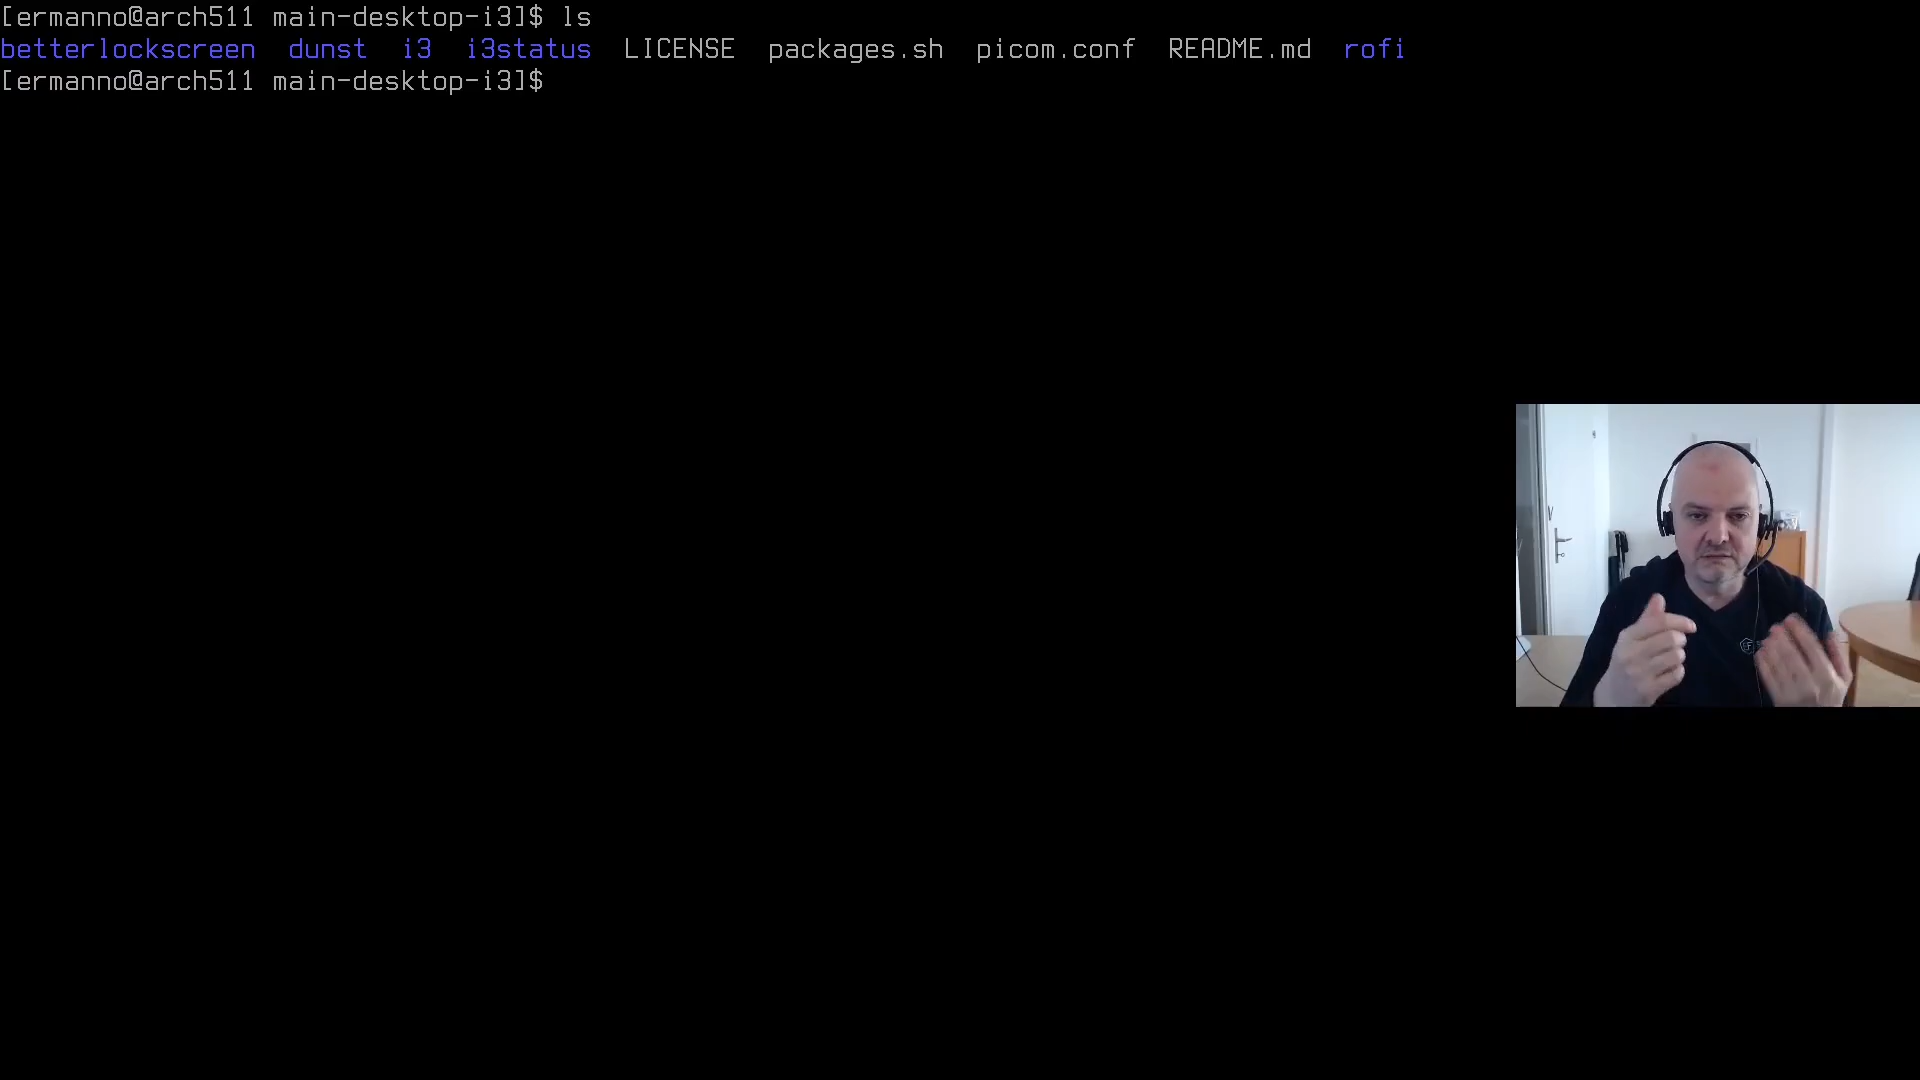 [ermanno@arch511 main-desktop-i3]$ ls
betterlockscreen  dunst  i3  i3status  LICENSE  packages.sh  picom.conf  README.md  rofi
[ermanno@arch511 main-desktop-i3]$